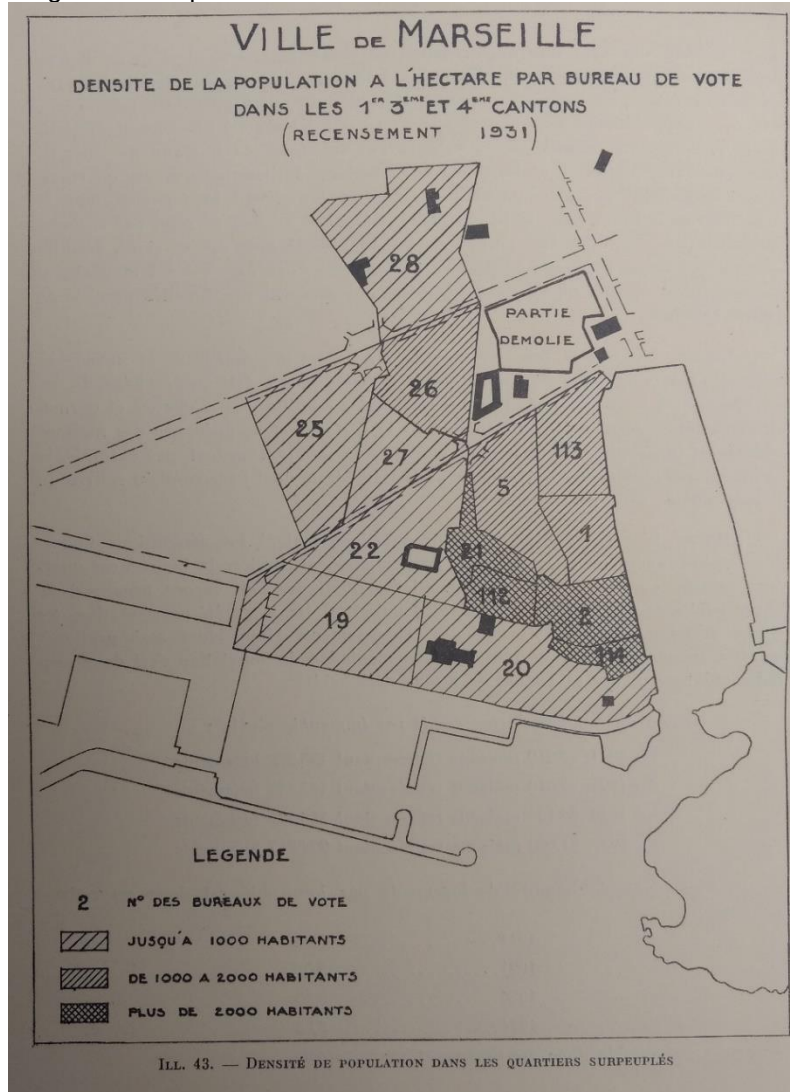 VILLE DE MARSEILLE
DENSITE DE LA POPULATION A L'HECTARE PAR BUREAU DE VOTE
DANS LES 1ER 3EME ET 4EME CANTONS
(RECENSEMENT 1931)
28
PARTIE
DEMOLIE
26
25
27
113
5
1
22
21
112
2
19
114
20
LEGENDE
2 N° DES BUREAUX DE VOTE
JUSQU'A 1000 HABITANTS
DE 1000 A 2000 HABITANTS
PLUS DE 2000 HABITANTS
ILL. 43. — DENSITÉ DE POPULATION DANS LES QUARTIERS SURPEUPLÉS